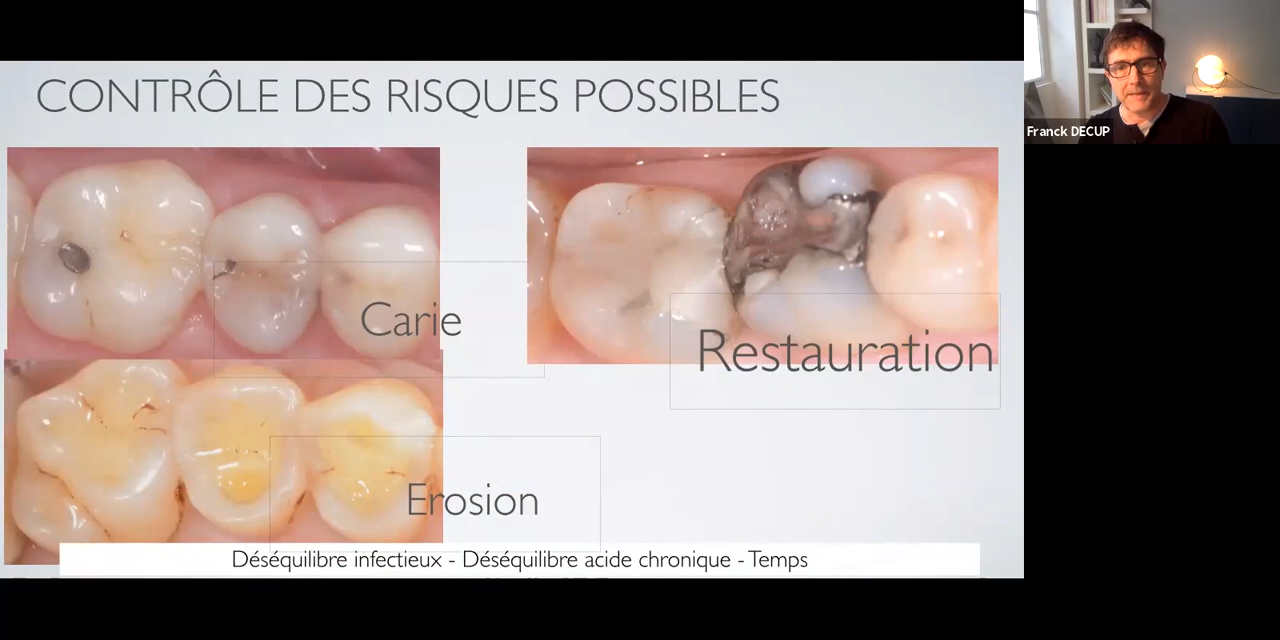 CONTRÔLE DES RISQUES POSSIBLES
Franck DECUP
Carie
Restauration
Erosion
Déséquilibre infectieux - Déséquilibre acide chronique - Temps